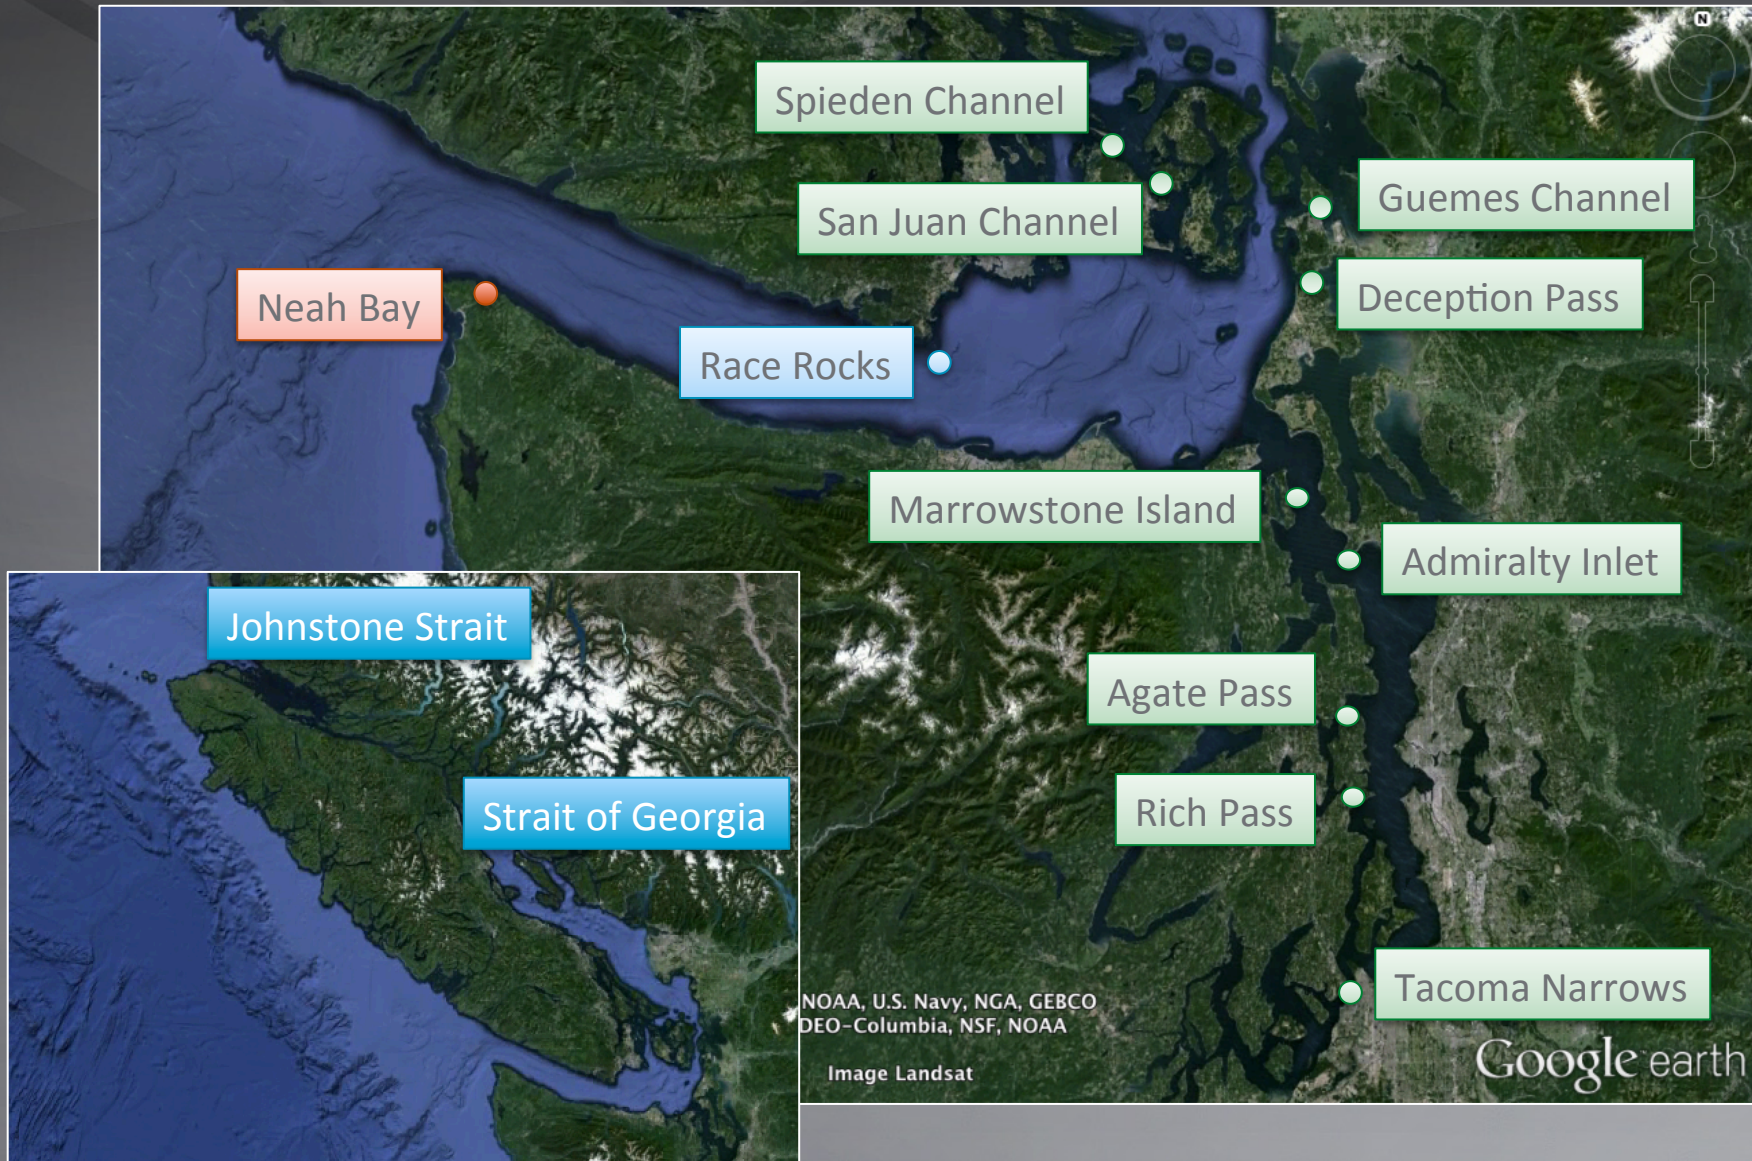 N
Spieden Channel
Guemes Channel
San Juan Channel
Neah Bay
Deception Pass
Race Rocks
Marrowstone Island
Admiralty Inlet
Johnstone Strait
Agate Pass
Strait of Georgia
Rich Pass
Tacoma Narrows
NOAA, U.S. Navy, NGA, GEBCO
DEO-Columbia, NSF, NOAA
Image Landsat
Google earth